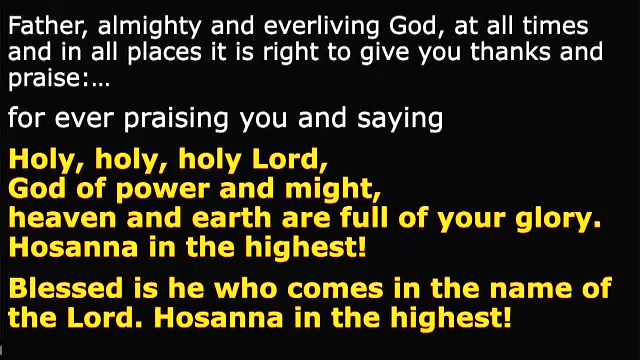 Father, almighty and everliving God, at all times
and in all places it is right to give you thanks and
praise:...
for ever praising you and saying
Holy, holy, holy Lord,
God of power and might,
heaven and earth are full of your glory.
Hosanna in the highest!
Blessed is he who comes in the name of
the Lord. Hosanna in the highest!